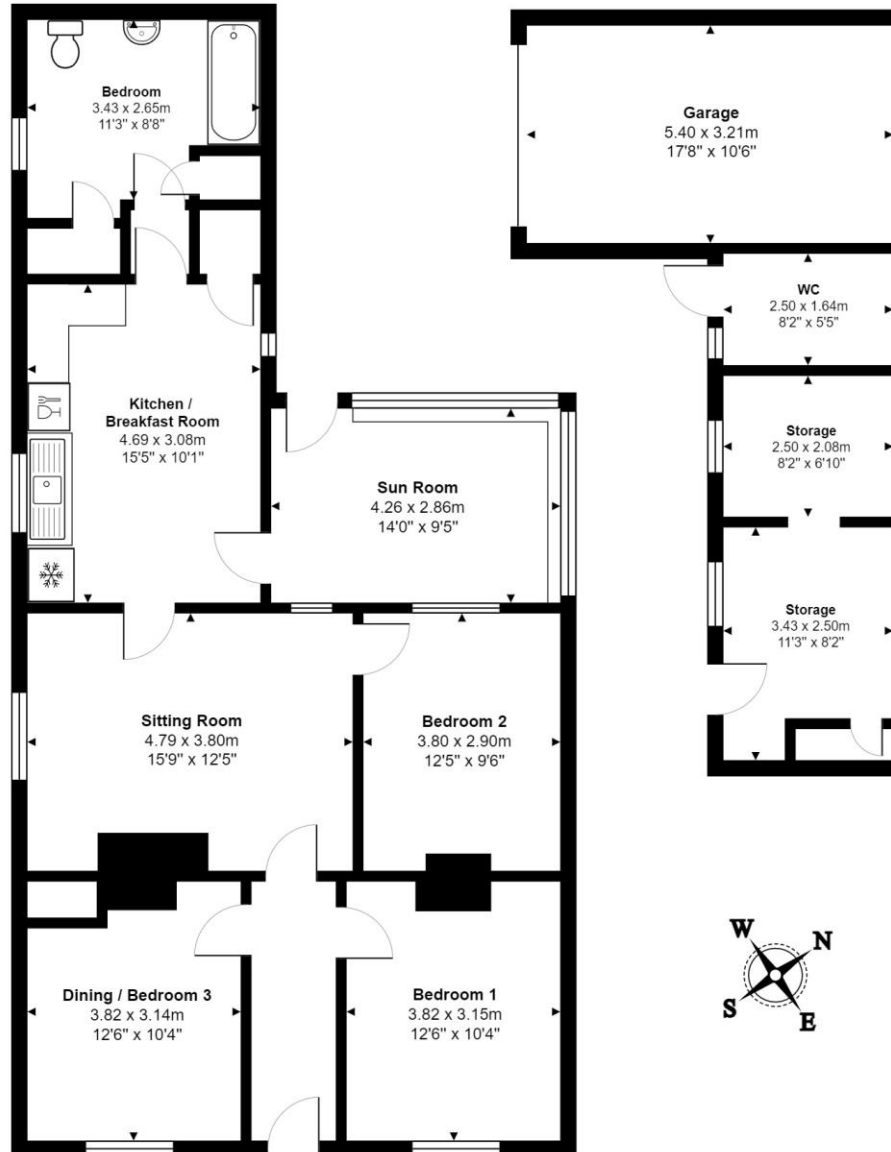 Bedroom
3.43 x 2.65m
11'3" x 8'8"
Garage
5.40 x 3.21m
17'8" x 10'6"
WC
2.50 x 1.64m
8'2" x 5'5"
Kitchen /
Breakfast Room
4.69 x 3.08m
15'5" x 10'1"
Storage
2.50 x 2.08m
8'2" x 6'10"
Sun Room
4.26 x 2.86m
14'0" x 9'5"
Storage
3.43 x 2.50m
11'3" x 8'2"
Sitting Room
4.79 x 3.80m
15'9" x 12'5"
Bedroom 2
3.80 x 2.90m
12'5" x 9'6"
Dining / Bedroom 3
3.82 x 3.14m
12'6" x 10'4"
Bedroom 1
3.82 x 3.15m
12'6" x 10'4"
W
N
S
E